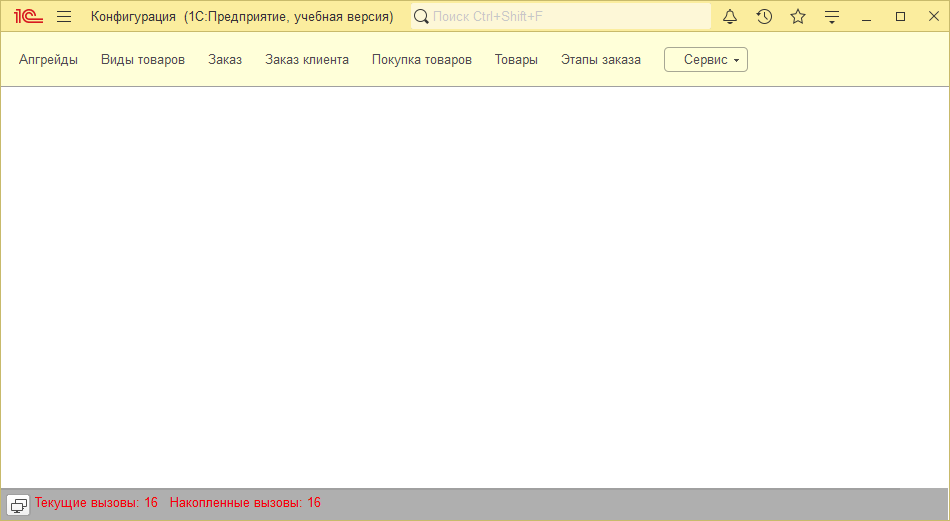 1С Конфигурация (1С:Предприятие, учебная версия) Поиск Ctrl+Shift+F
Апгрейды Виды товаров Заказ Заказ клиента Покупка товаров Товары Этапы заказа Сервис
Текущие вызовы: 16 Накопленные вызовы: 16